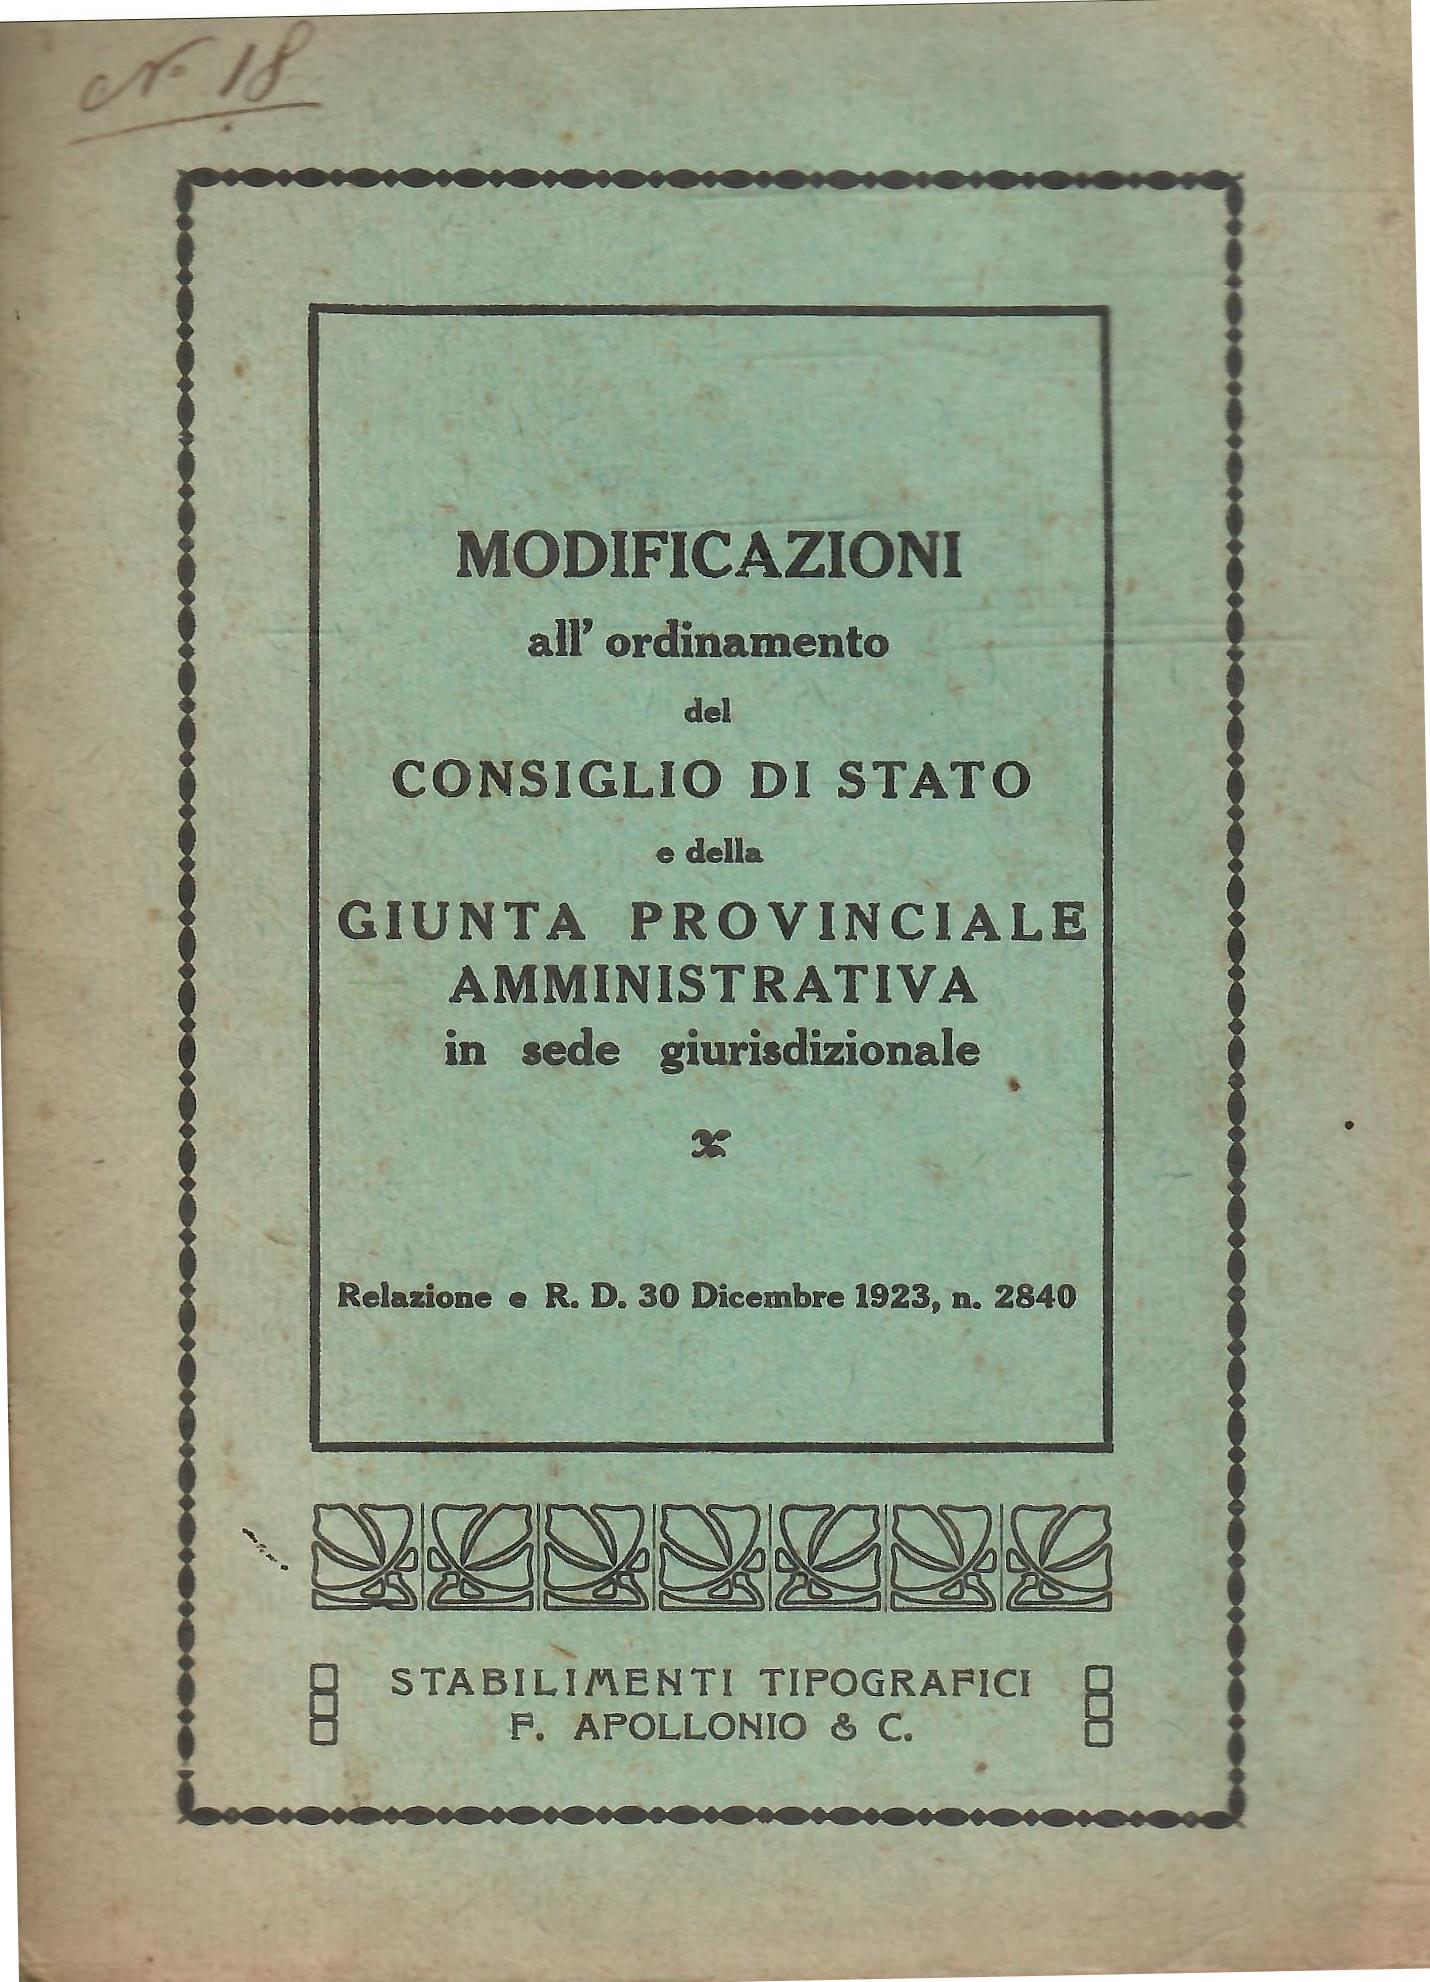 N. 18
MODIFICAZIONI
all' ordinamento
del
CONSIGLIO DI STATO
e della
GIUNTA PROVINCIALE
AMMINISTRATIVA
in sede giurisdizionale
Relazione e R. D. 30 Dicembre 1923, n. 2840
STABILIMENTI TIPOGRAFICI
F. APOLLONIO & C.